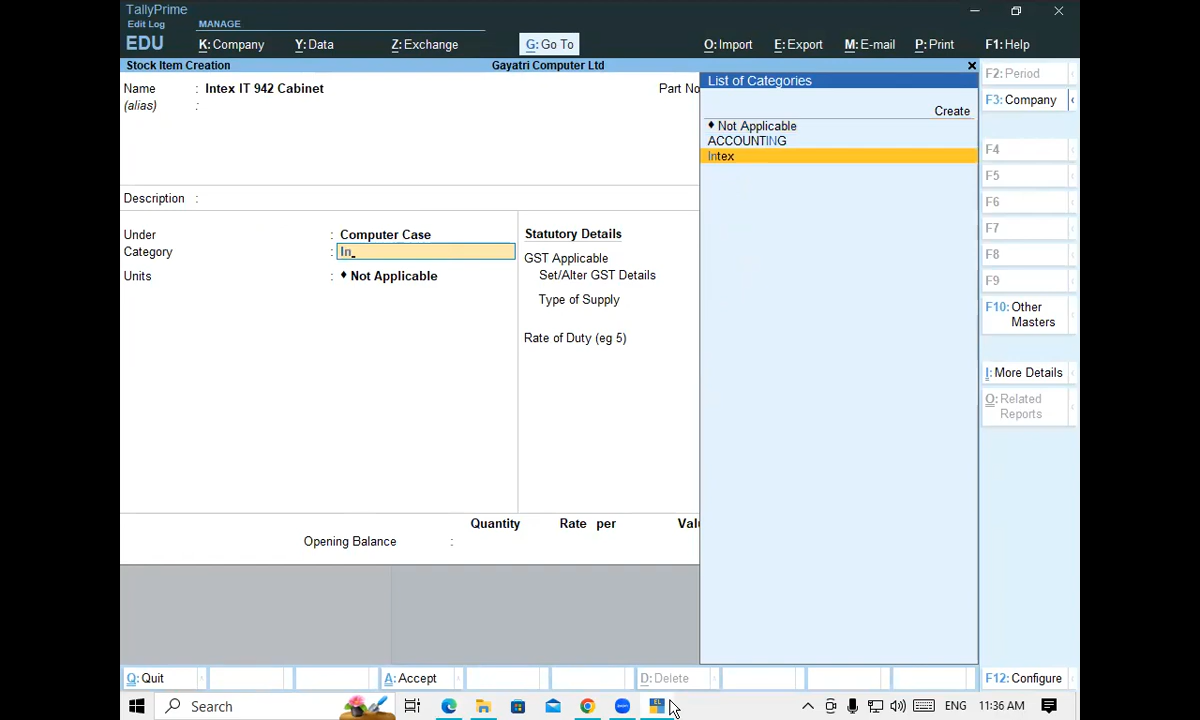 TallyPrime
Edit Log
EDU
MANAGE
K: Company
Y: Data
Z: Exchange
G: Go To
O: Import
E: Export
M: E-mail
P: Print
F1: Help
Stock Item Creation
Gayatri Computer Ltd
Name : Intex IT 942 Cabinet
Part No
(alias) :
Description :
Under : Computer Case
Category : In
Units : ♦ Not Applicable
Statutory Details
GST Applicable
Set/Alter GST Details
Type of Supply
Rate of Duty (eg 5)
Quantity Rate per Valu
Opening Balance :
List of Categories
Create
♦ Not Applicable
ACCOUNTING
Intex
F2: Period
F3: Company
F4
F5
F6
F7
F8
F9
F10: Other
Masters
I: More Details
O: Related
Reports
F12: Configure
Q: Quit
A: Accept
D: Delete
Search
ENG
11:36 AM